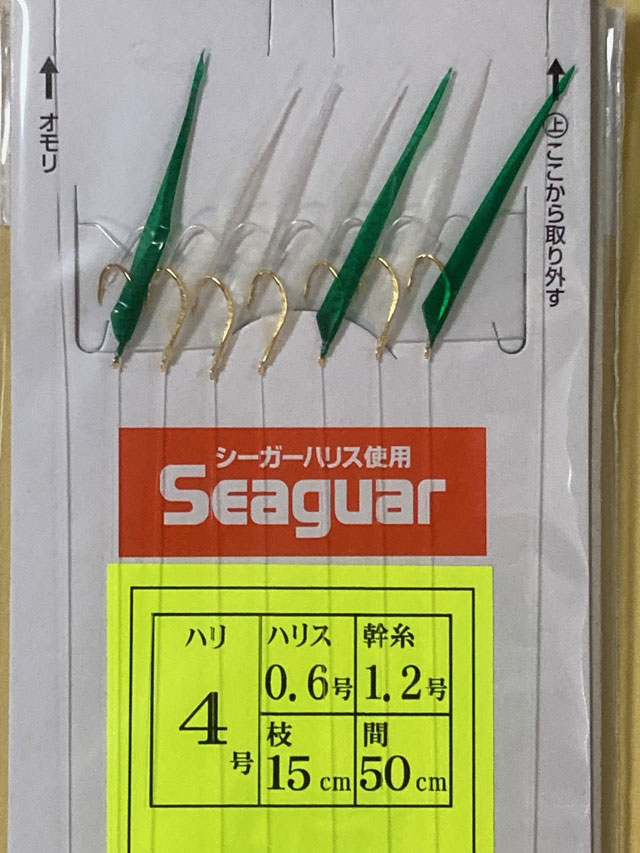 オモリ
上ここから取り外す
シーガーハリス使用
Seaguar
ハリ
4号
ハリス
0.6号
幹糸
1.2号
枝
15cm
間
50cm